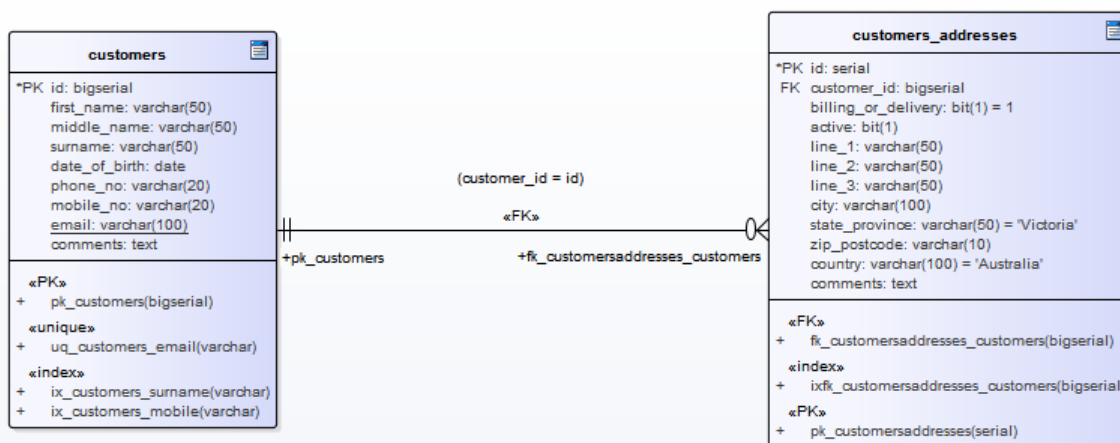 customers
*PK id: bigserial
first_name: varchar(50)
middle_name: varchar(50)
surname: varchar(50)
date_of_birth: date
phone_no: varchar(20)
mobile_no: varchar(20)
email: varchar(100)
comments: text
«PK»
+ pk_customers(bigserial)
«unique»
+ uq_customers_email(varchar)
«index»
+ ix_customers_surname(varchar)
+ ix_customers_mobile(varchar)
(customer_id = id)
«FK»
+pk_customers
+fk_customersaddresses_customers
customers_addresses
*PK id: serial
FK customer_id: bigserial
billing_or_delivery: bit(1) = 1
active: bit(1)
line_1: varchar(50)
line_2: varchar(50)
line_3: varchar(50)
city: varchar(100)
state_province: varchar(50) = 'Victoria'
zip_postcode: varchar(10)
country: varchar(100) = 'Australia'
comments: text
«FK»
+ fk_customersaddresses_customers(bigserial)
«index»
+ ixfk_customersaddresses_customers(bigserial
«PK»
+ pk_customersaddresses(serial)